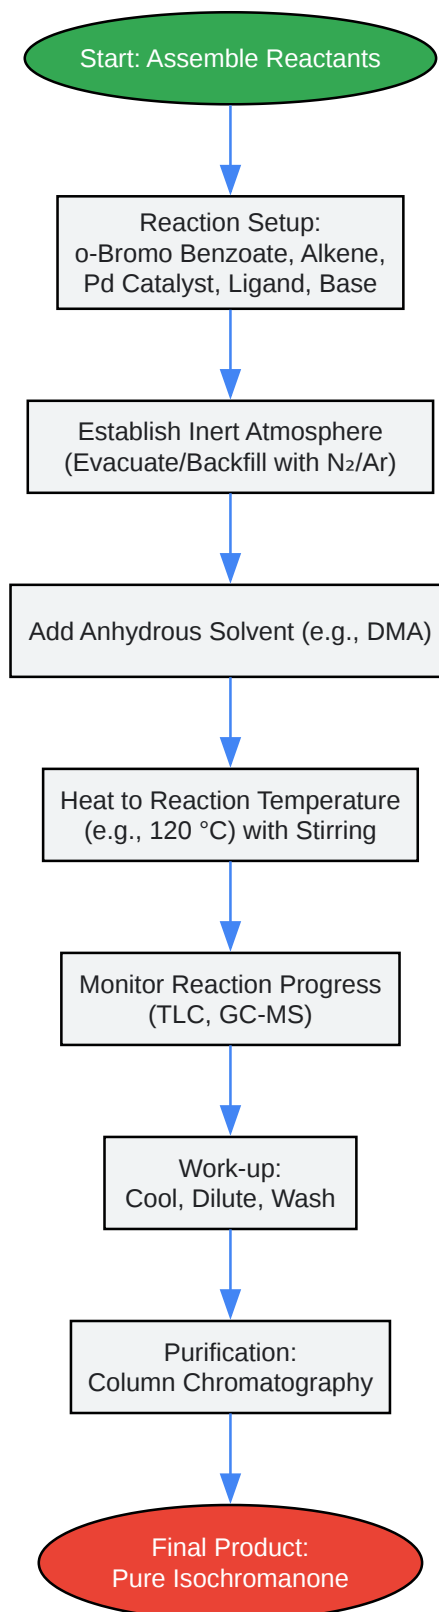 Start: Assemble Reactants
Reaction Setup:
o-Bromo Benzoate, Alkene,
Pd Catalyst, Ligand, Base
Establish Inert Atmosphere
(Evacuate/Backfill with N₂/Ar)
Add Anhydrous Solvent (e.g., DMA)
Heat to Reaction Temperature
(e.g., 120 °C) with Stirring
Monitor Reaction Progress
(TLC, GC-MS)
Work-up:
Cool, Dilute, Wash
Purification:
Column Chromatography
Final Product:
Pure Isochromanone